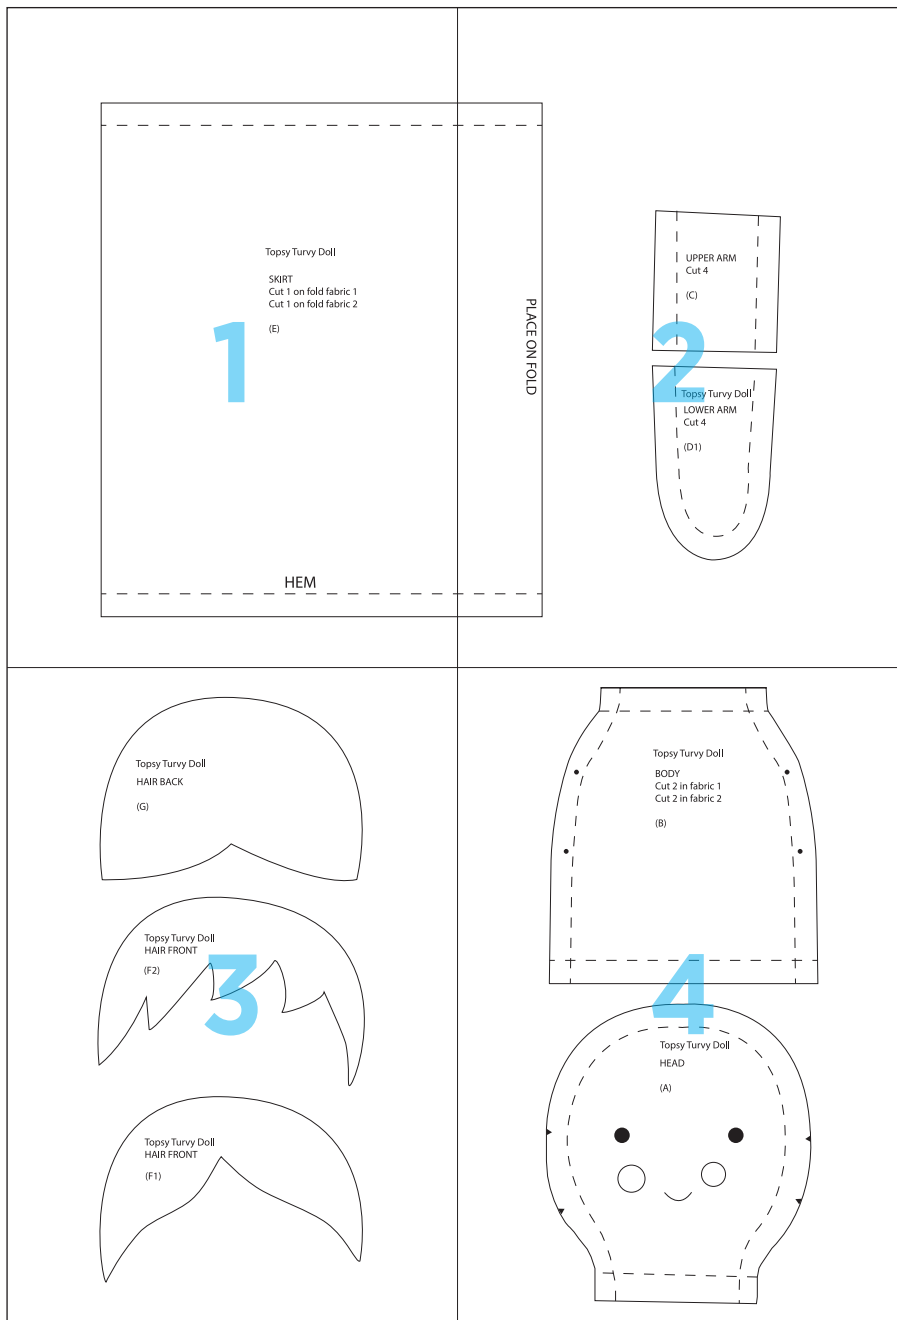 Topsy Turvy Doll
SKIRT
Cut 1 on fold fabric 1
Cut 1 on fold fabric 2
(E)
1
PLACE ON FOLD
HEM
UPPER ARM
Cut 4
(C)
2
Topsy Turvy Doll
LOWER ARM
Cut 4
(D1)
Topsy Turvy Doll
HAIR BACK
(G)
Topsy Turvy Doll
HAIR FRONT
(F2)
3
Topsy Turvy Doll
HAIR FRONT
(F1)
Topsy Turvy Doll
BODY
Cut 2 in fabric 1
Cut 2 in fabric 2
(B)
4
Topsy Turvy Doll
HEAD
(A)